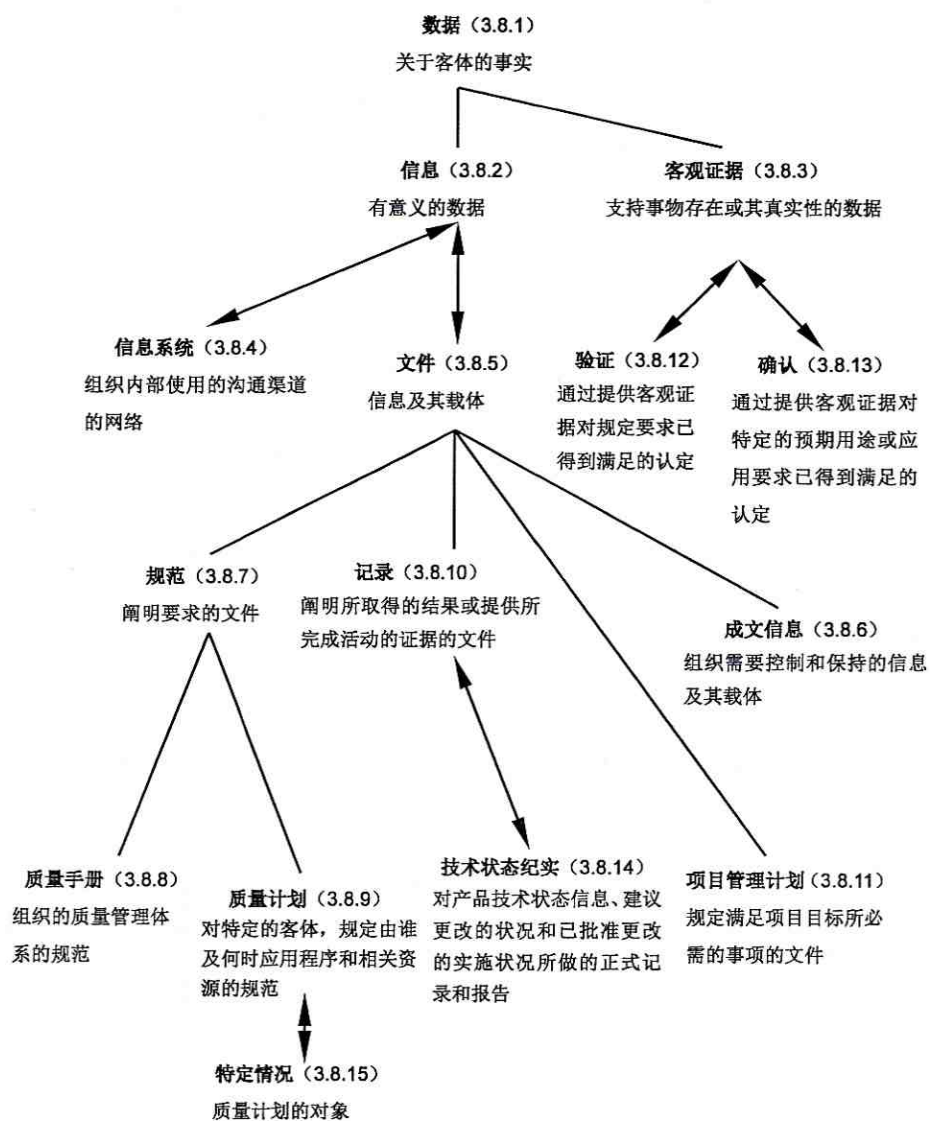 数据（3.8.1）
关于客体的事实
信息（3.8.2）
有意义的数据
客观证据（3.8.3）
支持事物存在或其真实性的数据
信息系统（3.8.4）
组织内部使用的沟通渠道
的网络
文件（3.8.5）
信息及其载体
验证（3.8.12）
通过提供客观证
据对规定要求已
得到满足的认定
确认（3.8.13）
通过提供客观证据对
特定的预期用途或应
用要求已得到满足的
认定
规范（3.8.7）
阐明要求的文件
记录（3.8.10）
阐明所取得的结果或提供所
完成活动的证据的文件
成文信息（3.8.6）
组织需要控制和保持的信息
及其载体
质量手册（3.8.8）
组织的质量管理体
系的规范
质量计划（3.8.9）
对特定的客体，规定由谁
及何时应用程序和相关资
源的规范
技术状态纪实（3.8.14）
对产品技术状态信息、建议
更改的状况和已批准更改
的实施状况所做的正式记
录和报告
项目管理计划（3.8.11）
规定满足项目目标所必
需的事项的文件
特定情况（3.8.15）
质量计划的对象